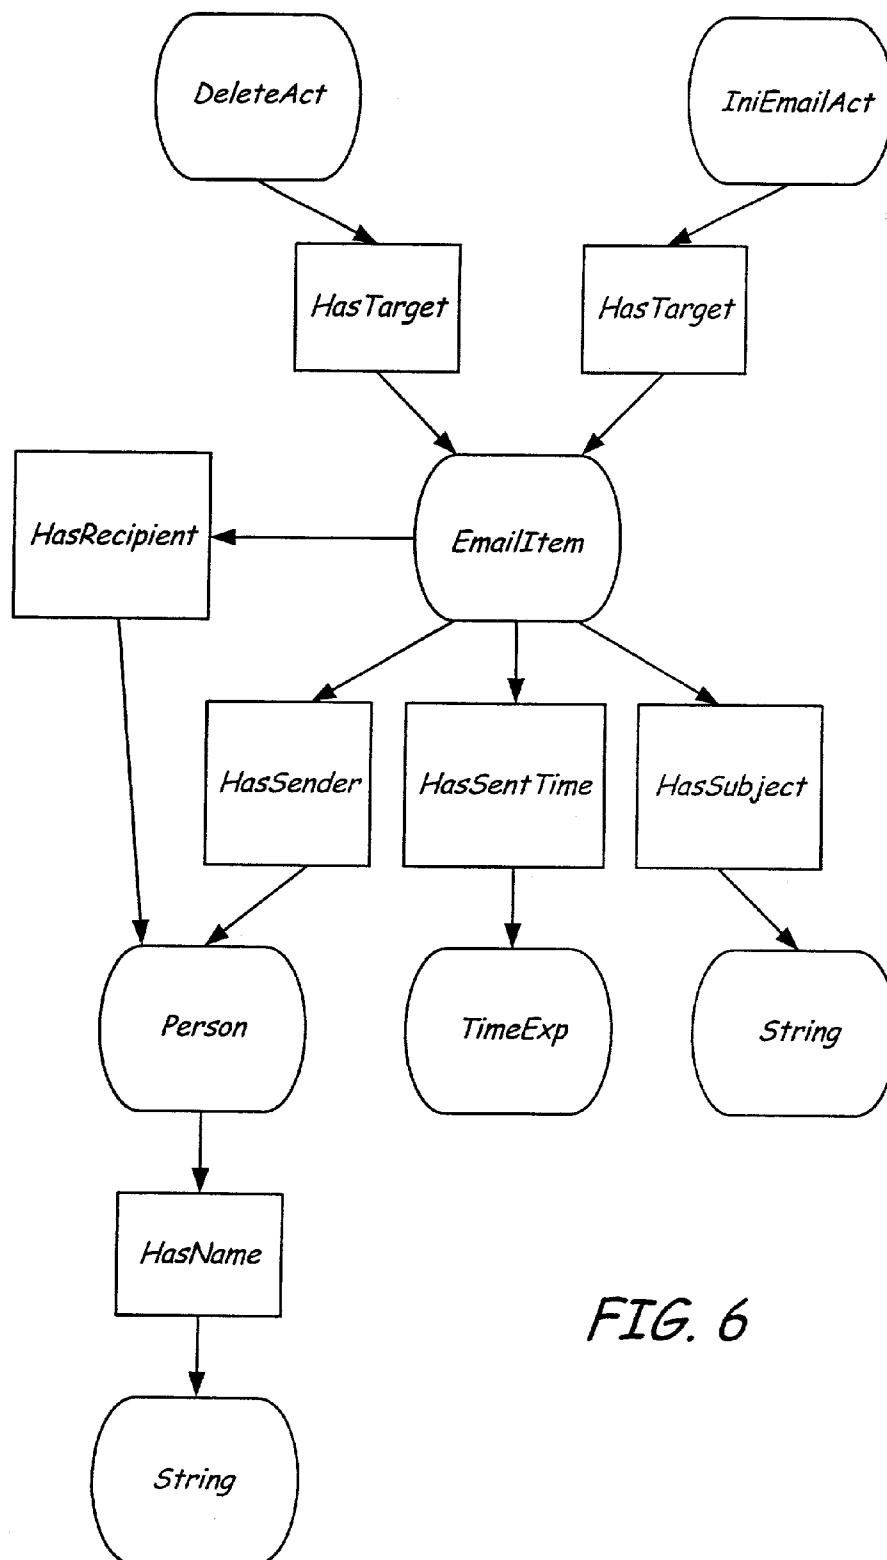 DeleteAct
IniEmailAct
HasTarget
HasTarget
HasRecipient
EmailItem
HasSender
HasSentTime
HasSubject
Person
TimeExp
String
HasName
FIG. 6
String